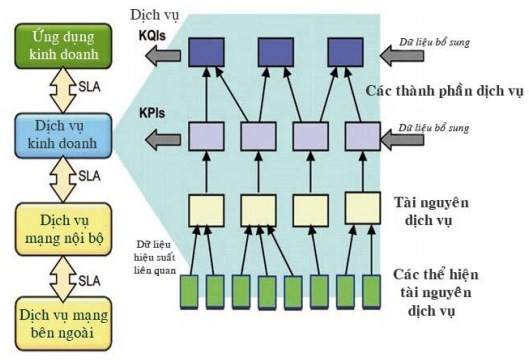 Ứng dụng
kinh doanh
SLA
Dịch vụ
kinh doanh
SLA
Dịch vụ
mạng nội bộ
SLA
Dịch vụ mạng
bên ngoài
Dịch vụ
KQIs
KPIs
Dữ liệu
hiệu suất
liên quan
Dữ liệu bổ sung
Các thành phần dịch vụ
Dữ liệu bổ sung
Tài nguyên
dịch vụ
Các thể hiện
tài nguyên
dịch vụ